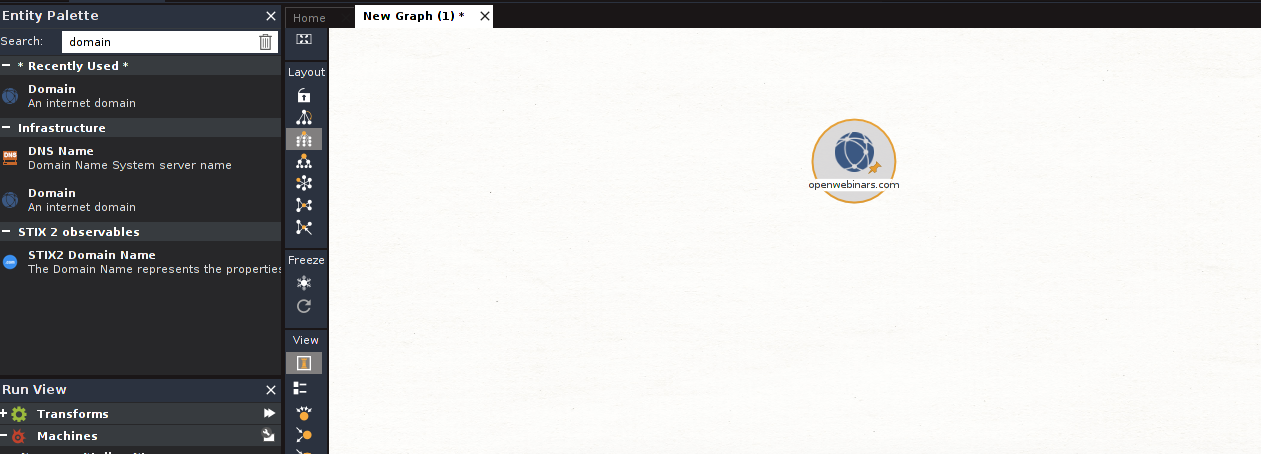 Entity Palette
Home
New Graph (1) *
Search:
domain
* Recently Used *
Domain
An internet domain
Infrastructure
DNS Name
Domain Name System server name
Domain
An internet domain
STIX 2 observables
STIX2 Domain Name
The Domain Name represents the properties
Run View
Transforms
Machines
Layout
Freeze
View
DNS
openwebinars.com